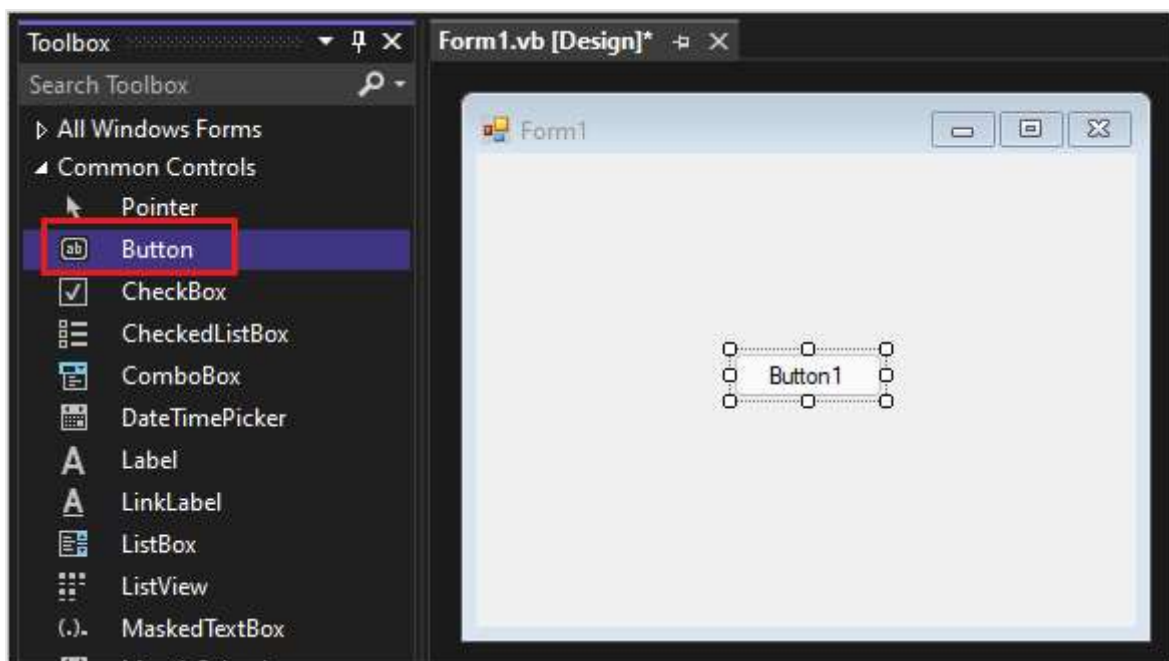 Toolbox
Search Toolbox
All Windows Forms
Common Controls
Pointer
ab Button
CheckBox
CheckedListBox
ComboBox
DateTimePicker
A Label
A LinkLabel
ListBox
ListView
(.). MaskedTextBox
Form1.vb [Design]*
Form1
Button1